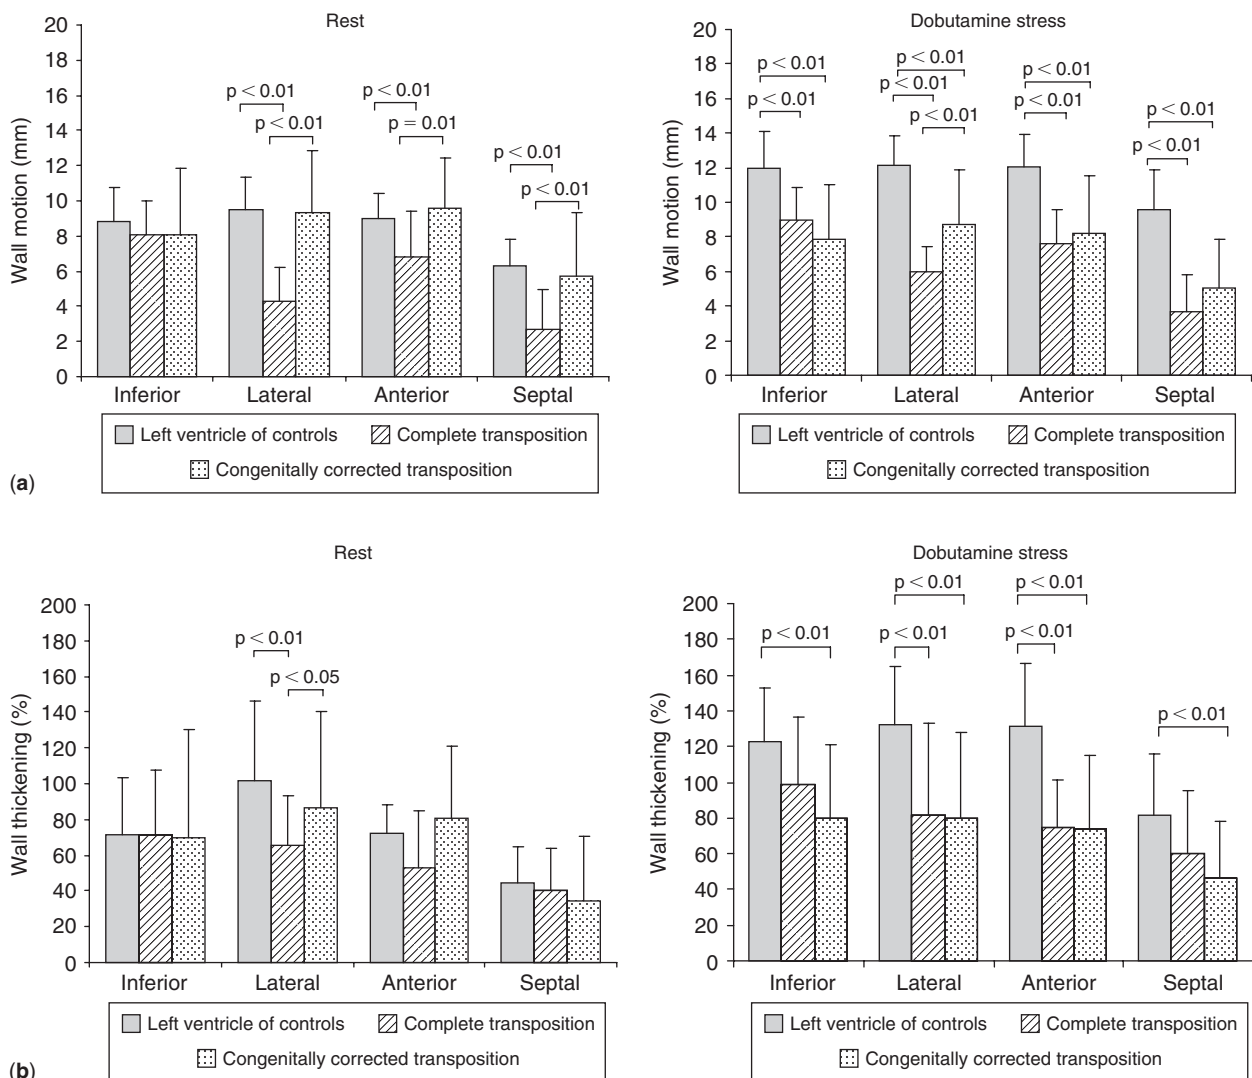 Rest
20
18
16
14
12
10
8
6
4
2
0
Wall motion (mm)
p < 0.01
p < 0.01
p < 0.01
p = 0.01
p < 0.01
p < 0.01
Inferior Lateral Anterior Septal
Left ventricle of controls Complete transposition
Congenitally corrected transposition
(a)
Dobutamine stress
20
18
16
14
12
10
8
6
4
2
0
Wall motion (mm)
p < 0.01
p < 0.01
p < 0.01
p < 0.01
p < 0.01
p < 0.01
p < 0.01
p < 0.01
p < 0.01
Inferior Lateral Anterior Septal
Left ventricle of controls Complete transposition
Congenitally corrected transposition
Rest
200
180
160
140
120
100
80
60
40
20
0
Wall thickening (%)
p < 0.01
p < 0.05
Inferior Lateral Anterior Septal
Left ventricle of controls Complete transposition
Congenitally corrected transposition
(b)
Dobutamine stress
200
180
160
140
120
100
80
60
40
20
0
Wall thickening (%)
p < 0.01
p < 0.01
p < 0.01
p < 0.01
p < 0.01
p < 0.01
Inferior Lateral Anterior Septal
Left ventricle of controls Complete transposition
Congenitally corrected transposition